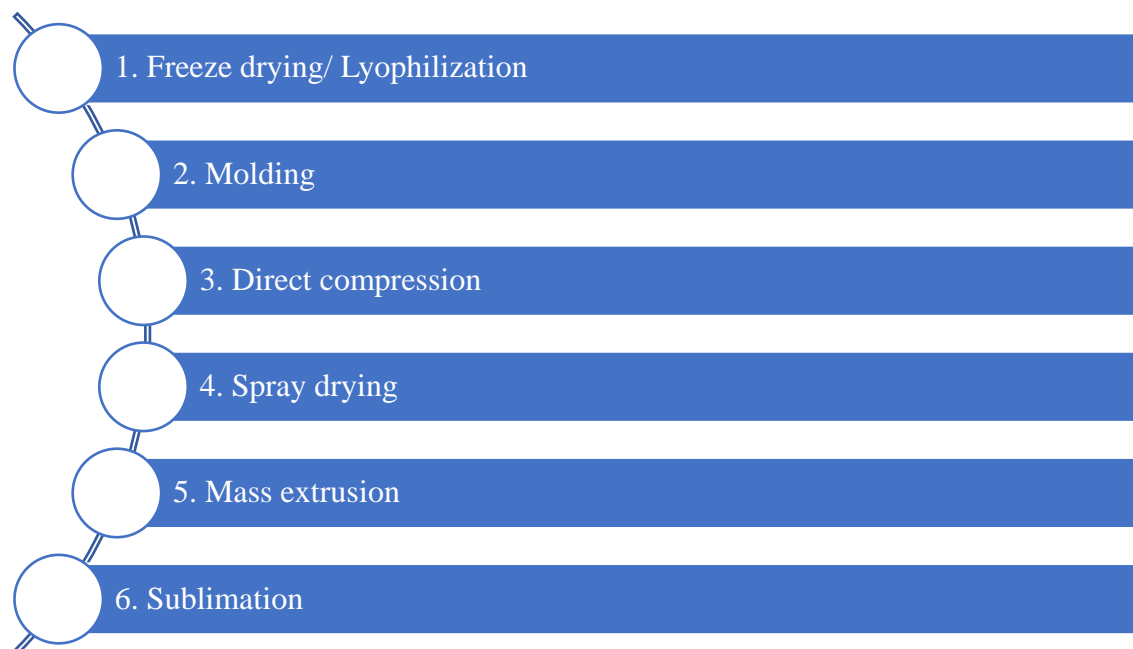 1. Freeze drying/ Lyophilization
2. Molding
3. Direct compression
4. Spray drying
5. Mass extrusion
6. Sublimation